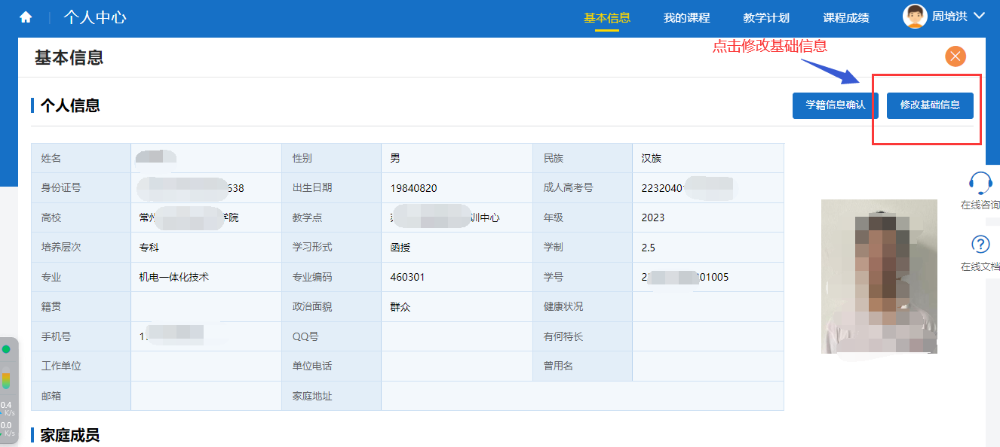 个人中心 基本信息 我的课程 教学计划 课程成绩 周培洪
点击修改基础信息
基本信息
个人信息 学籍信息确认 修改基础信息
姓名 性别 男 民族 汉族
身份证号 638 出生日期 19840820 成人高考号 2232040
高校 常州 学院 教学点 训中心 年级 2023
培养层次 专科 学习形式 函授 学制 2.5
专业 机电一体化技术 专业编码 460301 学号 2 01005
籍贯 政治面貌 群众 健康状况
手机号 1 QQ号 有何特长
工作单位 单位电话 曾用名
邮箱 家庭地址
家庭成员
在线咨询
在线文档
0.4
K/s
0.0
K/s